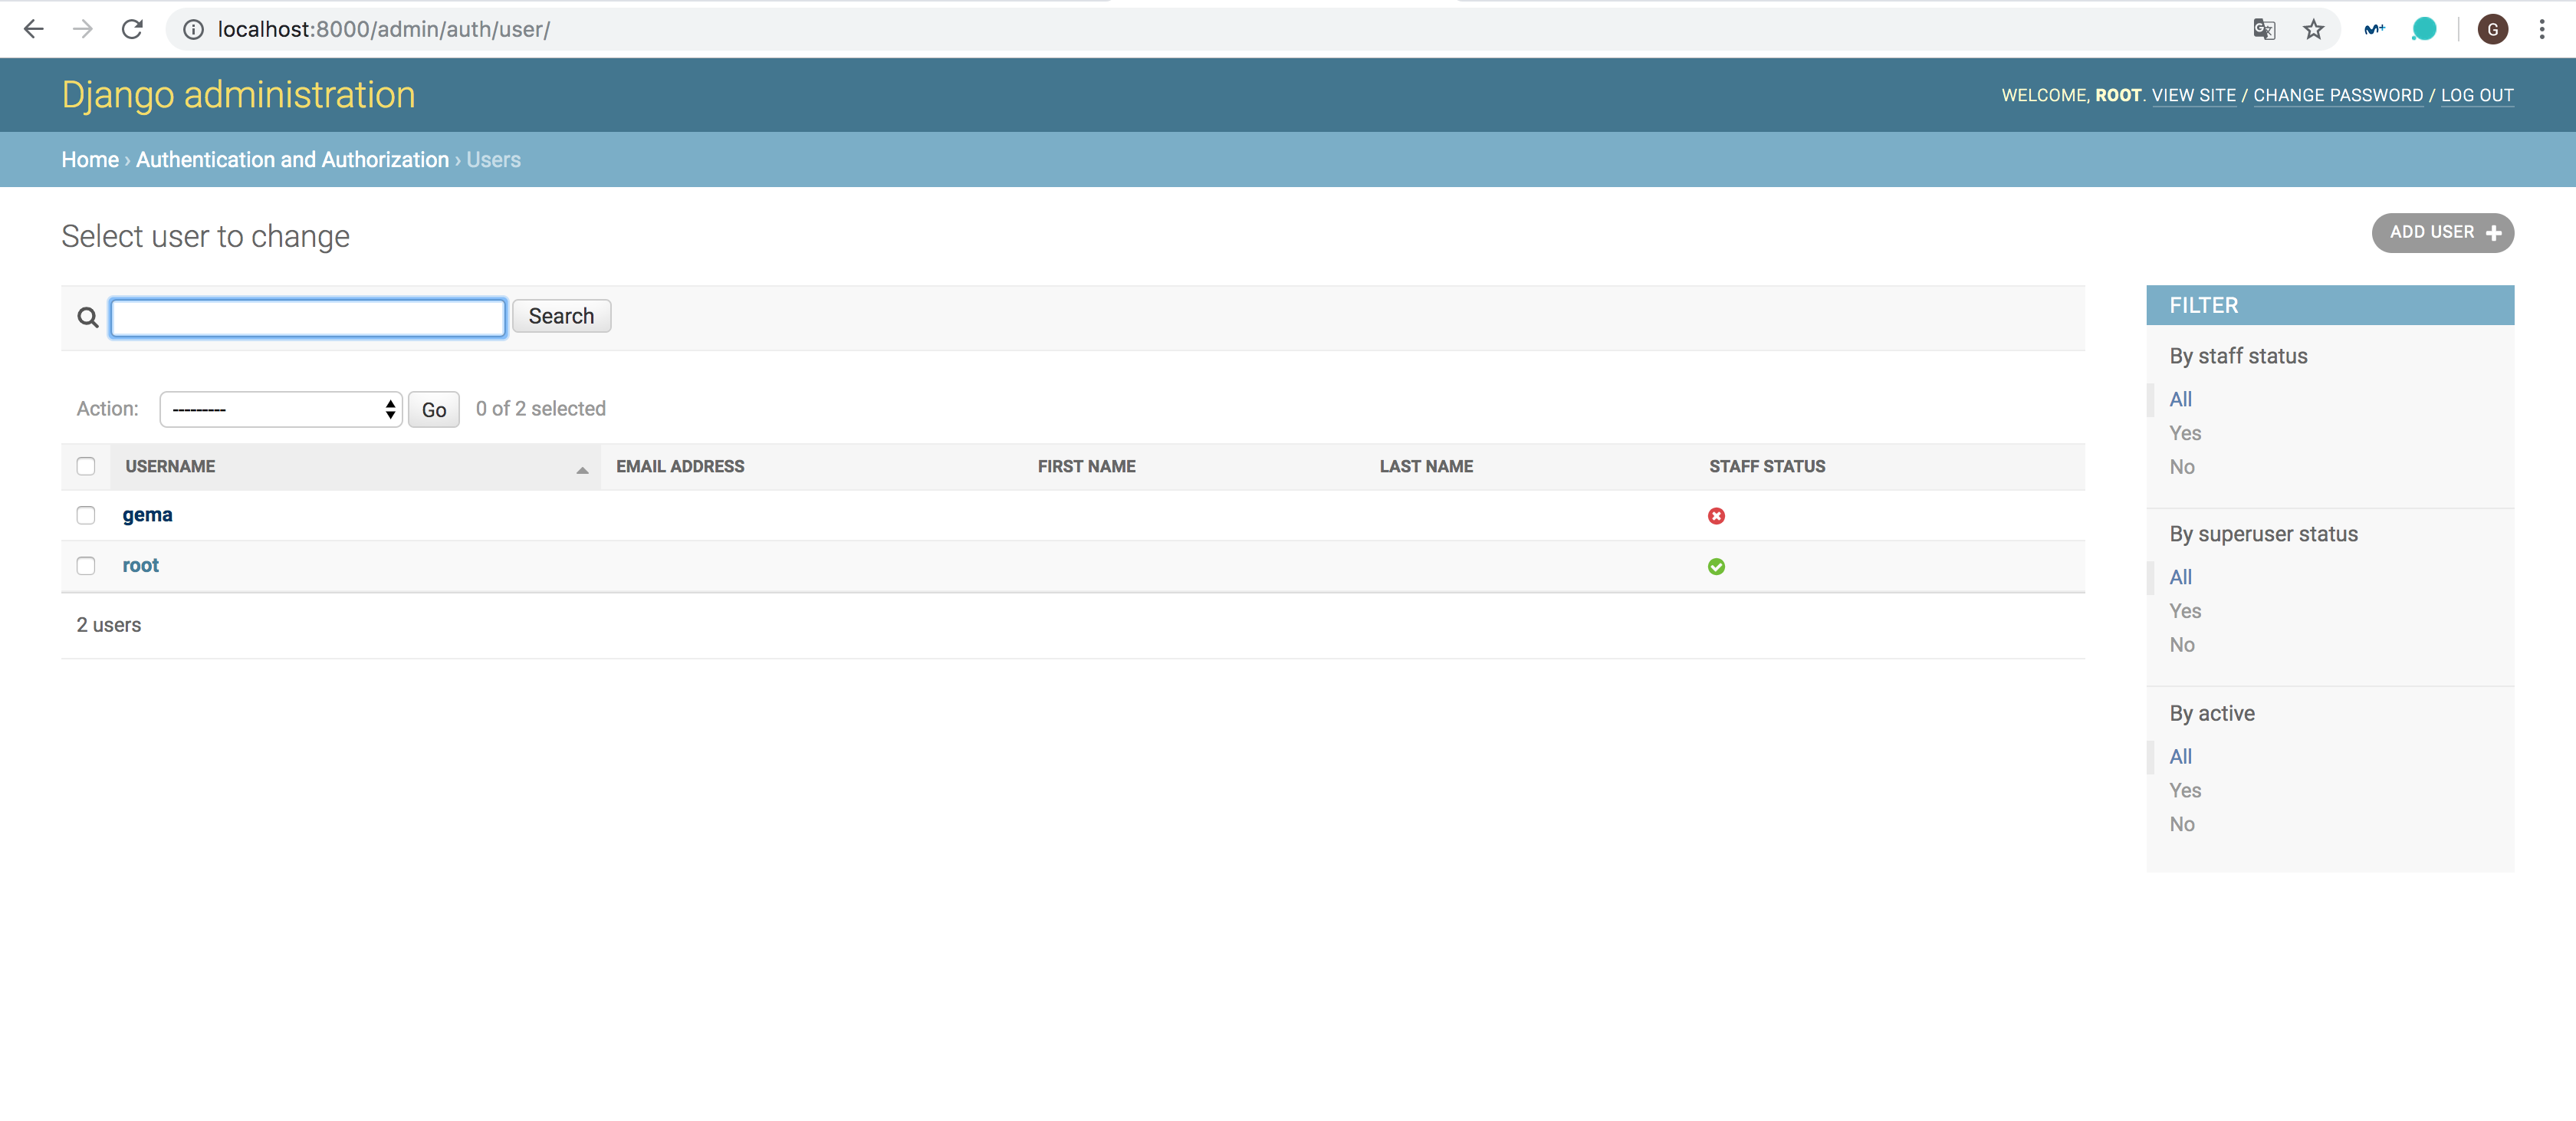 localhost:8000/admin/auth/user/
G
Django administration
WELCOME, ROOT. VIEW SITE / CHANGE PASSWORD / LOG OUT
Home › Authentication and Authorization › Users
Select user to change
ADD USER +
Search
FILTER
By staff status
All
Yes
No
By superuser status
All
Yes
No
By active
All
Yes
No
Action: --------- Go 0 of 2 selected
USERNAME EMAIL ADDRESS FIRST NAME LAST NAME STAFF STATUS
gema
root
2 users